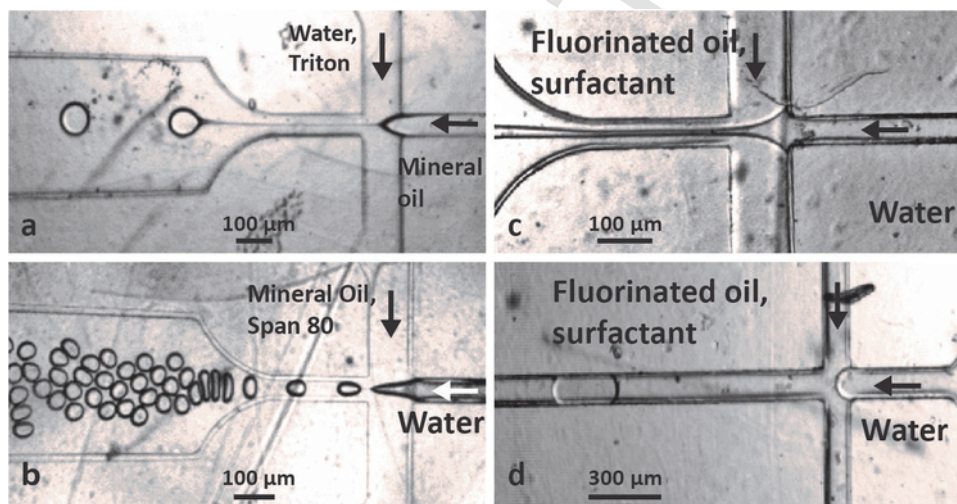 Water,
Triton
Mineral
oil
100 µm
a
Fluorinated oil,
surfactant
Water
100 µm
c
Mineral Oil,
Span 80
Water
100 µm
b
Fluorinated oil,
surfactant
Water
300 µm
d